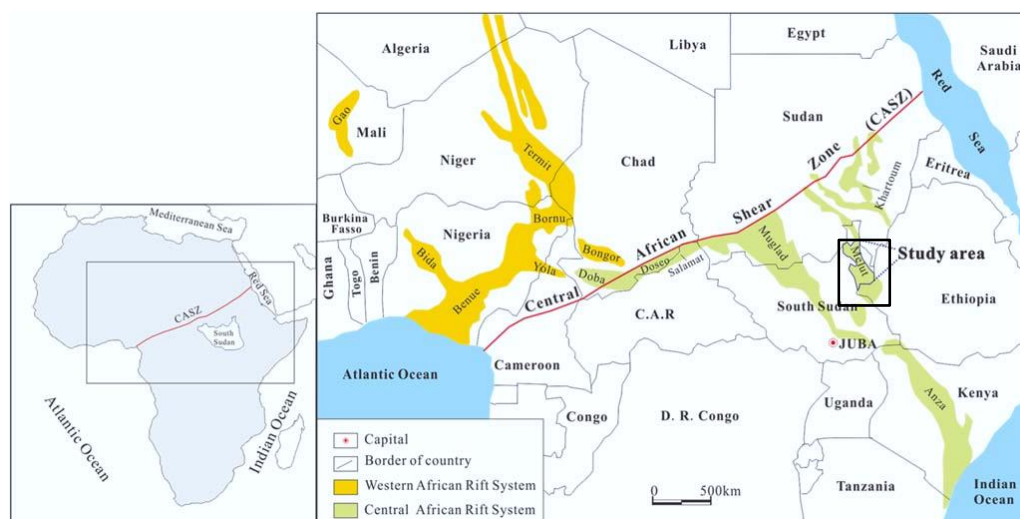 Mediterranean Sea
Red Sea
CASZ
South
Sudan
Atlantic Ocean
Indian Ocean
Algeria
Libya
Egypt
Saudi
Arabia
Red
Sea
Gao
Mali
Niger
Termit
Chad
Sudan
Central African Shear Zone (CASZ)
Khartoum
Eritrea
Burkina
Fasso
Ghana
Togo
Benin
Nigeria
Bornu
Bida
Benue
Yola
Bongor
Doba
Doseo
Salamat
Muglad
Melut
Study area
Ethiopia
South Sudan
C.A.R
JUBA
Cameroon
Atlantic Ocean
Congo
D. R. Congo
Uganda
Kenya
Anza
Tanzania
Indian
Ocean
Capital
Border of country
Western African Rift System
Central African Rift System
0 500km